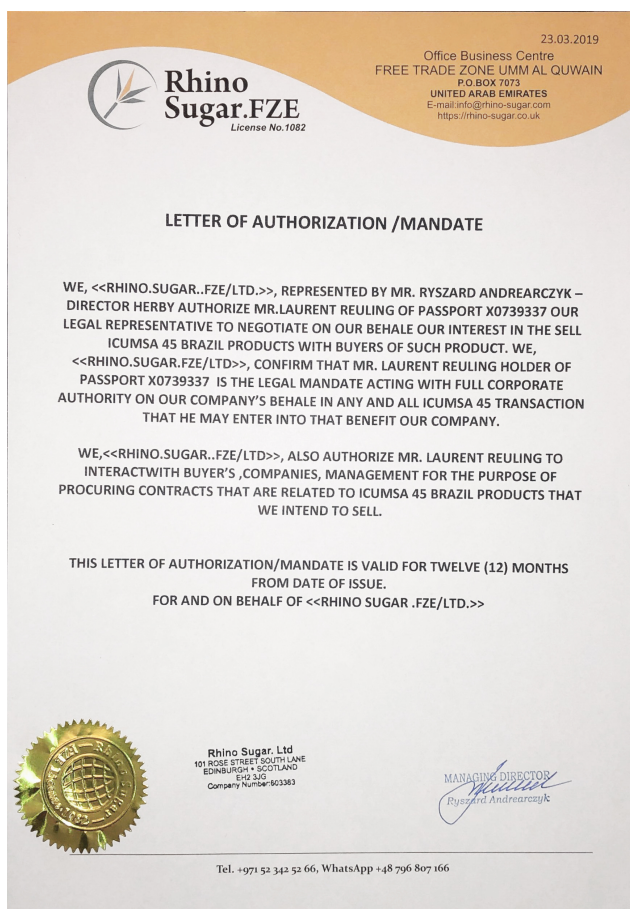 23.03.2019
Office Business Centre
FREE TRADE ZONE UMM AL QUWAIN
P.O.BOX 7073
UNITED ARAB EMIRATES
E-mail:info@rhino-sugar.com
https://rhino-sugar.co.uk
Rhino
Sugar.FZE
License No.1082
LETTER OF AUTHORIZATION /MANDATE
WE, <<RHINO.SUGAR..FZE/LTD.>>, REPRESENTED BY MR. RYSZARD ANDREARCZYK –
DIRECTOR HERBY AUTHORIZE MR.LAURENT REULING OF PASSPORT X0739337 OUR
LEGAL REPRESENTATIVE TO NEGOTIATE ON OUR BEHALE OUR INTEREST IN THE SELL
ICUMSA 45 BRAZIL PRODUCTS WITH BUYERS OF SUCH PRODUCT. WE,
<<RHINO.SUGAR.FZE/LTD>>, CONFIRM THAT MR. LAURENT REULING HOLDER OF
PASSPORT X0739337 IS THE LEGAL MANDATE ACTING WITH FULL CORPORATE
AUTHORITY ON OUR COMPANY'S BEHALE IN ANY AND ALL ICUMSA 45 TRANSACTION
THAT HE MAY ENTER INTO THAT BENEFIT OUR COMPANY.
WE,<<RHINO.SUGAR..FZE/LTD>>, ALSO AUTHORIZE MR. LAURENT REULING TO
INTERACTWITH BUYER'S ,COMPANIES, MANAGEMENT FOR THE PURPOSE OF
PROCURING CONTRACTS THAT ARE RELATED TO ICUMSA 45 BRAZIL PRODUCTS THAT
WE INTEND TO SELL.
THIS LETTER OF AUTHORIZATION/MANDATE IS VALID FOR TWELVE (12) MONTHS
FROM DATE OF ISSUE.
FOR AND ON BEHALF OF <<RHINO SUGAR .FZE/LTD.>>
Rhino Sugar. Ltd
101 ROSE STREET SOUTH LANE
EDINBURGH • SCOTLAND
EH2 3JG
Company Number:603383
MANAGING DIRECTOR
Ryszard Andrearczyk
Tel. +971 52 342 52 66, WhatsApp +48 796 807 166